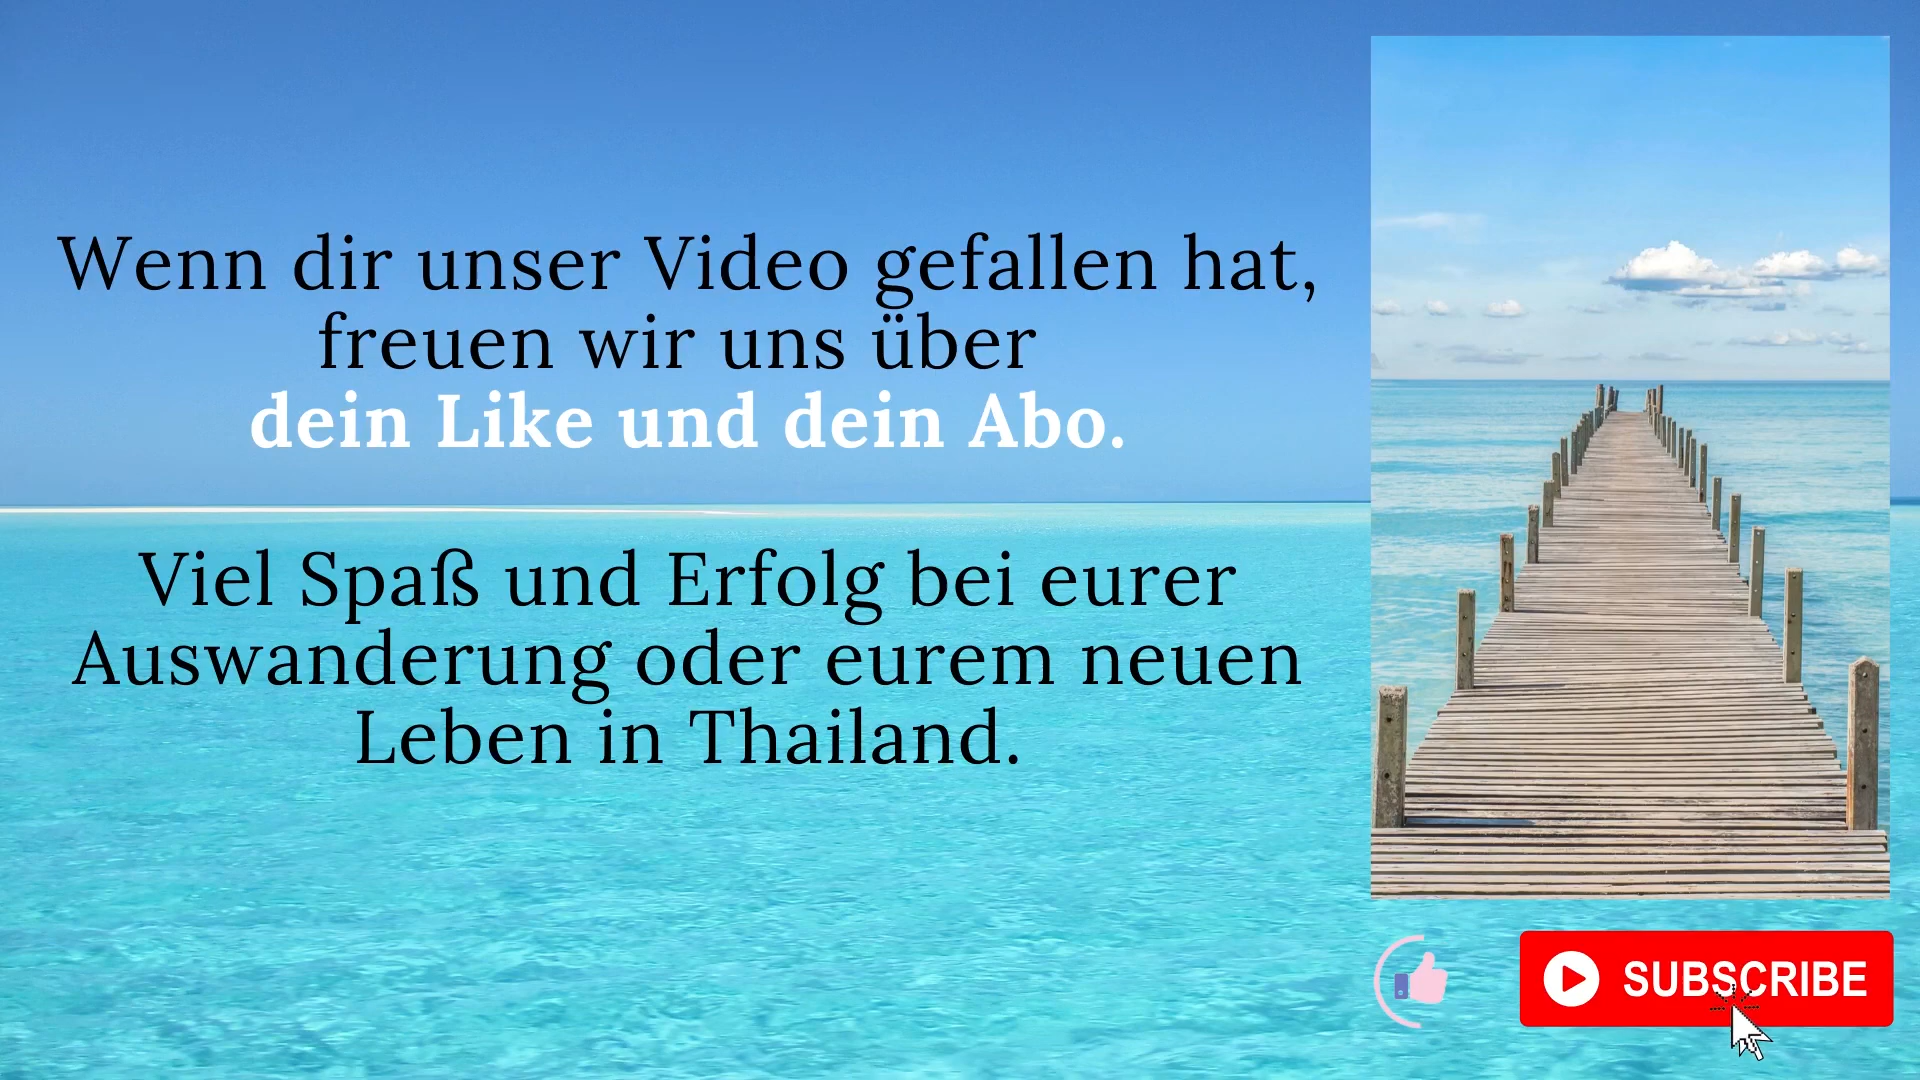 Wenn dir unser Video gefallen hat,
freuen wir uns über
dein Like und dein Abo.
Viel Spaß und Erfolg bei eurer
Auswanderung oder eurem neuen
Leben in Thailand.
SUBSCRIBE